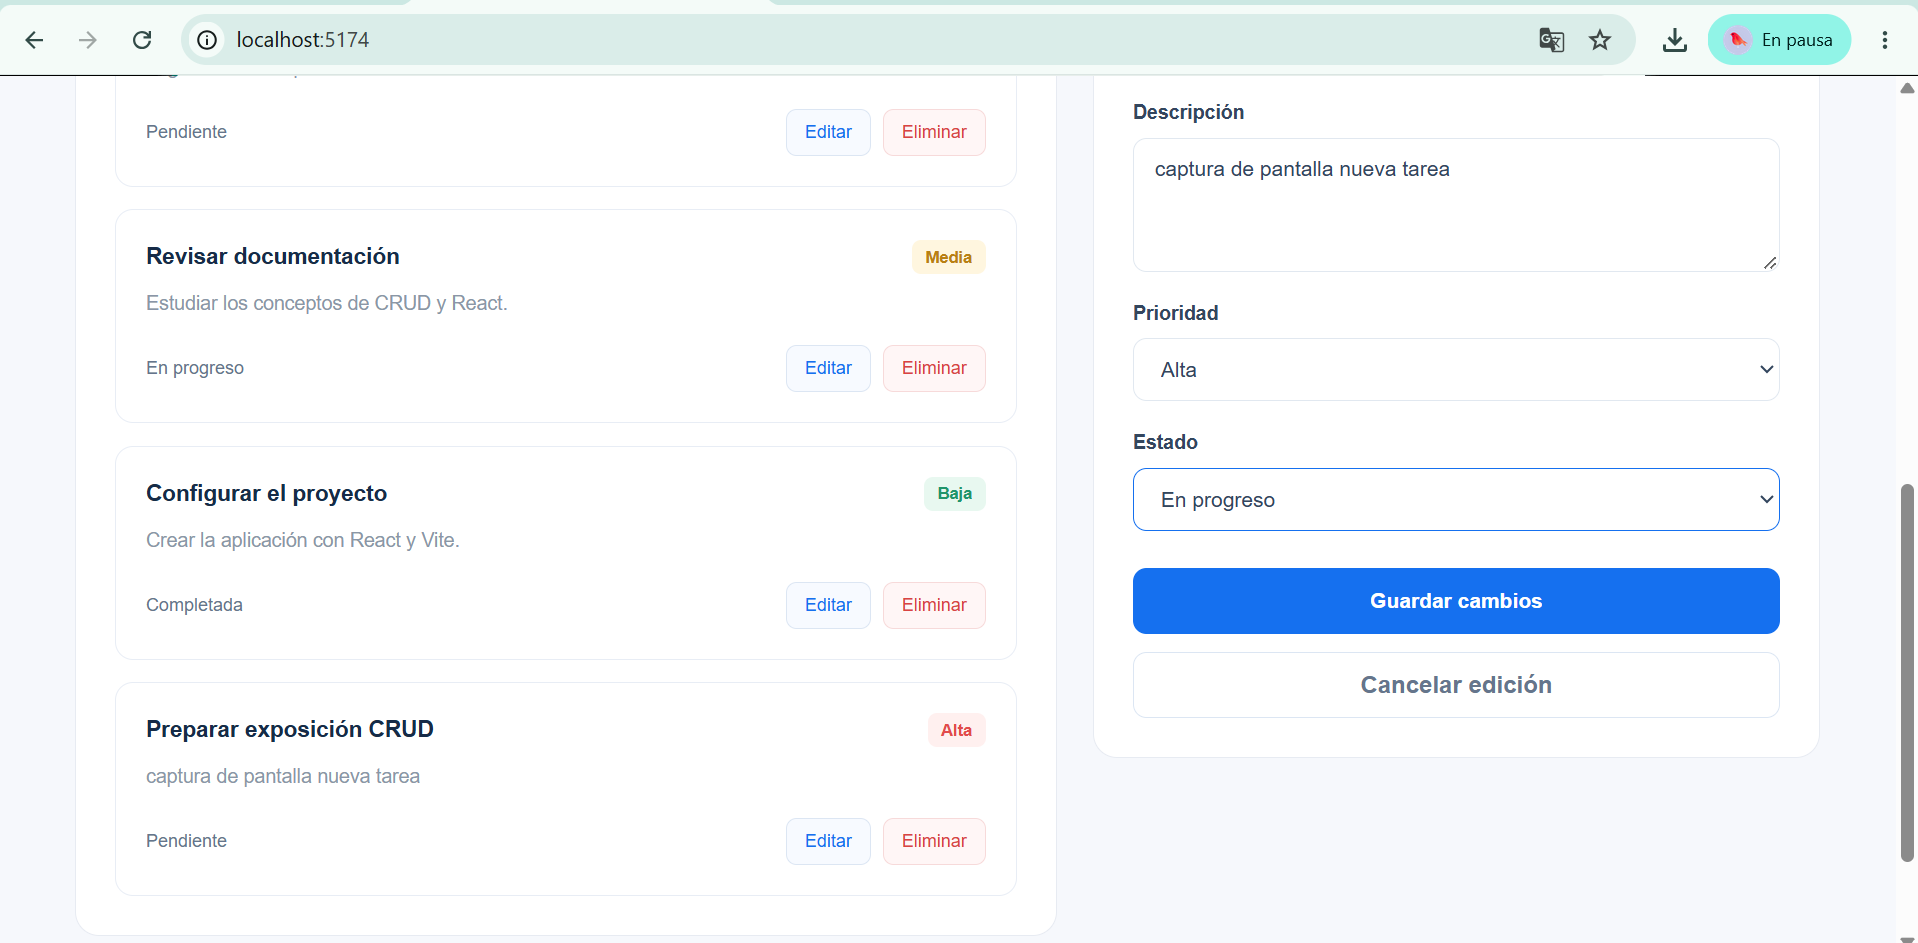 localhost:5174
En pausa
Pendiente
Editar
Eliminar
Revisar documentación
Media
Estudiar los conceptos de CRUD y React.
En progreso
Editar
Eliminar
Configurar el proyecto
Baja
Crear la aplicación con React y Vite.
Completada
Editar
Eliminar
Preparar exposición CRUD
Alta
captura de pantalla nueva tarea
Pendiente
Editar
Eliminar
Descripción
captura de pantalla nueva tarea
Prioridad
Alta
Estado
En progreso
Guardar cambios
Cancelar edición